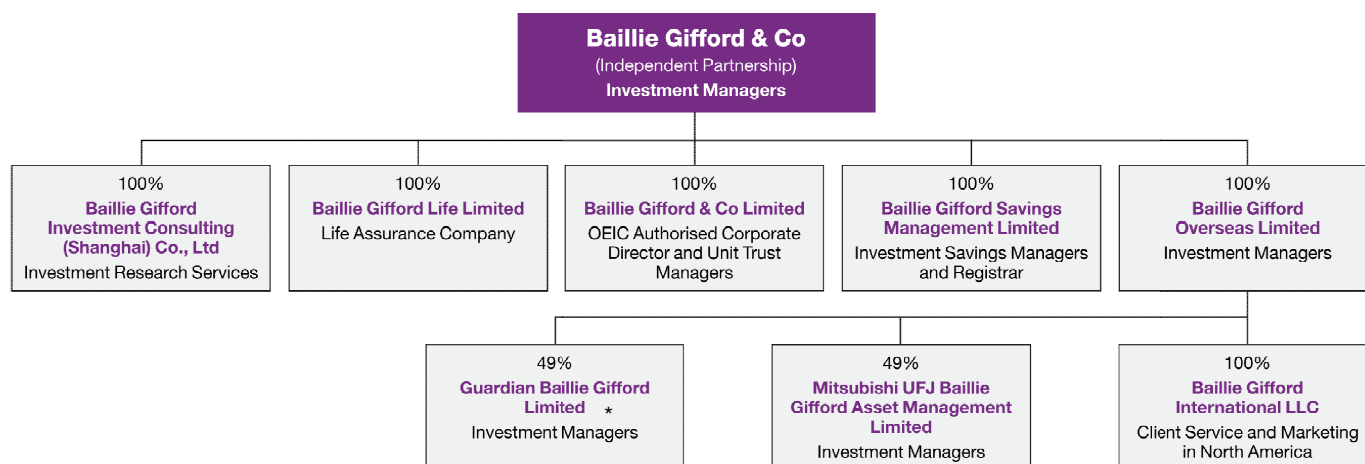 Baillie Gifford & Co
(Independent Partnership)
Investment Managers
100%
Baillie Gifford
Investment Consulting
(Shanghai) Co., Ltd
Investment Research Services
100%
Baillie Gifford Life Limited
Life Assurance Company
100%
Baillie Gifford & Co Limited
OEIC Authorised Corporate
Director and Unit Trust
Managers
100%
Baillie Gifford Savings
Management Limited
Investment Savings Managers
and Registrar
100%
Baillie Gifford
Overseas Limited
Investment Managers
49%
Guardian Baillie Gifford
Limited *
Investment Managers
49%
Mitsubishi UFJ Baillie
Gifford Asset Management
Limited
Investment Managers
100%
Baillie Gifford
International LLC
Client Service and Marketing
in North America